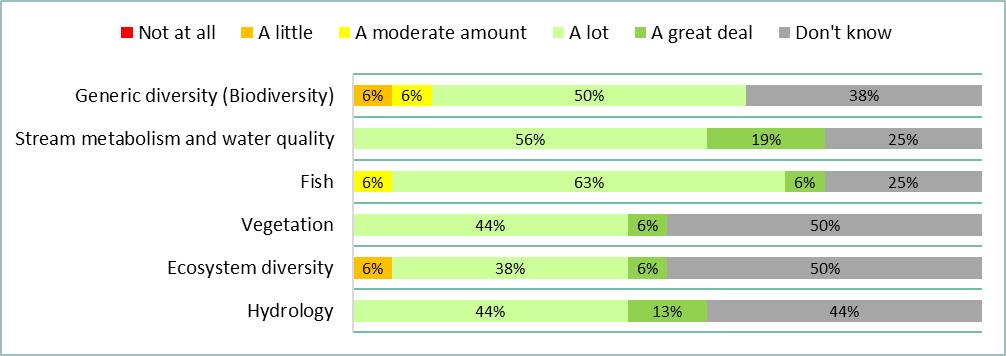 Not at all A little A moderate amount A lot A great deal Don't know
Generic diversity (Biodiversity) 6% 6% 50% 38%
Stream metabolism and water quality 56% 19% 25%
Fish 6% 63% 6% 25%
Vegetation 44% 6% 50%
Ecosystem diversity 6% 38% 6% 50%
Hydrology 44% 13% 44%